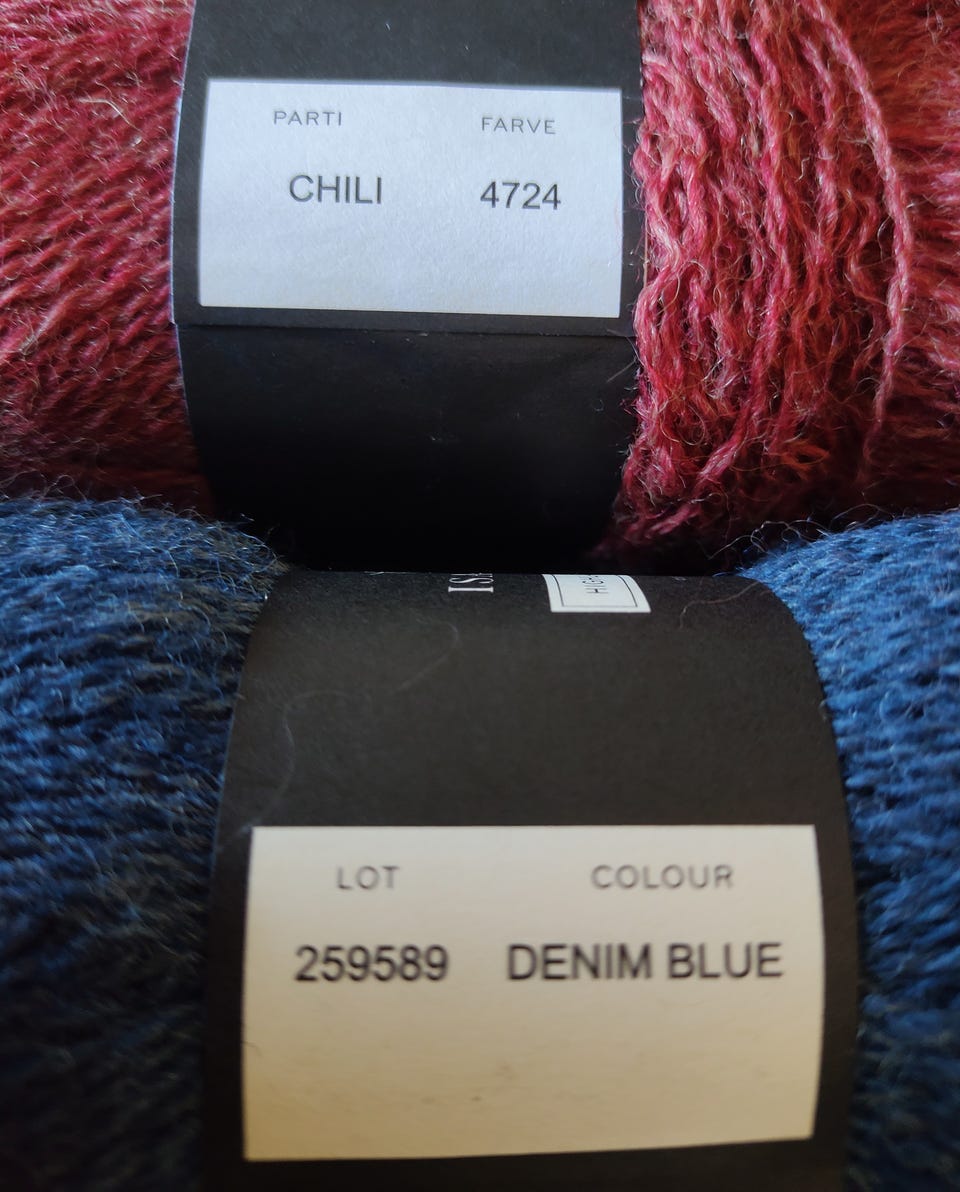 PARTI FARVE
CHILI 4724
LOT COLOUR
259589 DENIM BLUE